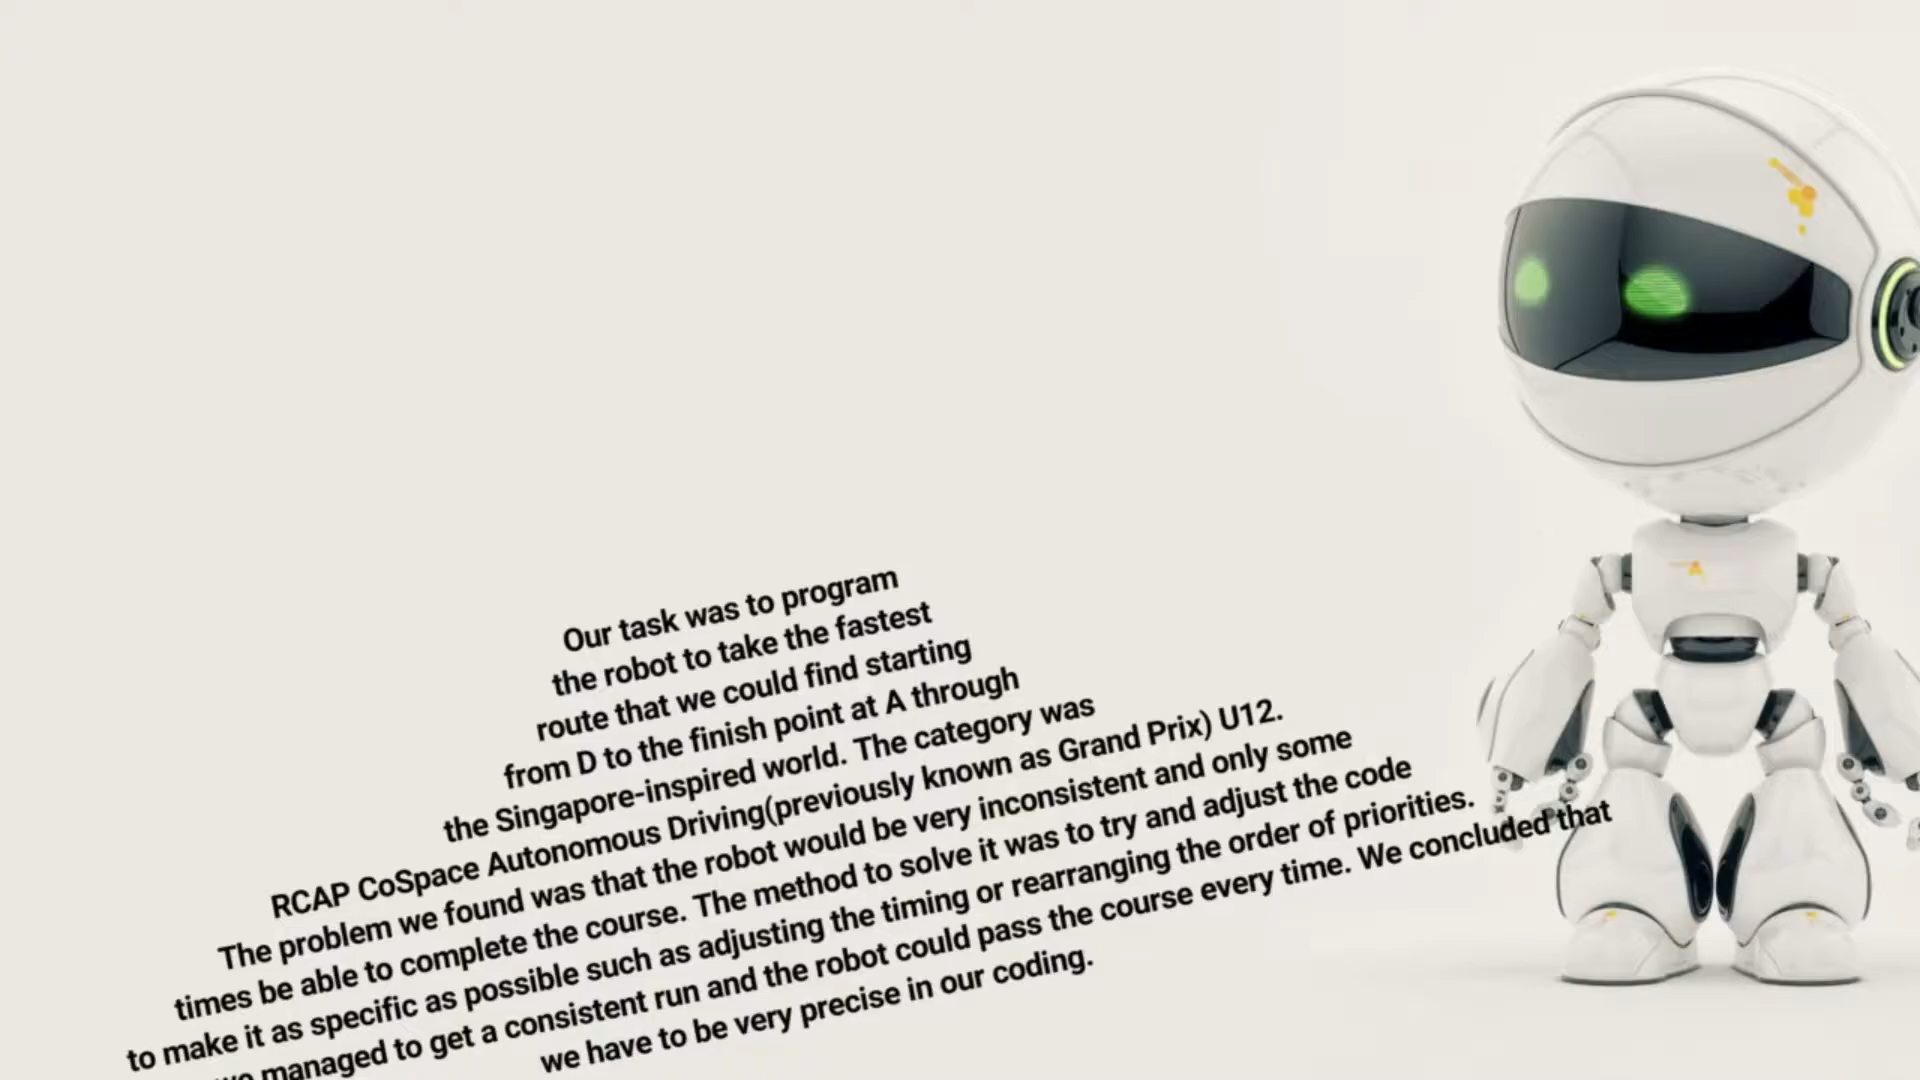 Our task was to program
the robot to take the fastest
route that we could find starting
from D to the finish point at A through
the Singapore-inspired world. The category was
RCAP CoSpace Autonomous Driving(previously known as Grand Prix) U12.
The problem we found was that the robot would be very inconsistent and only some
times be able to complete the course. The method to solve it was to try and adjust the code
to make it as specific as possible such as adjusting the timing or rearranging the order of priorities.
we managed to get a consistent run and the robot could pass the course every time. We concluded that
we have to be very precise in our coding.